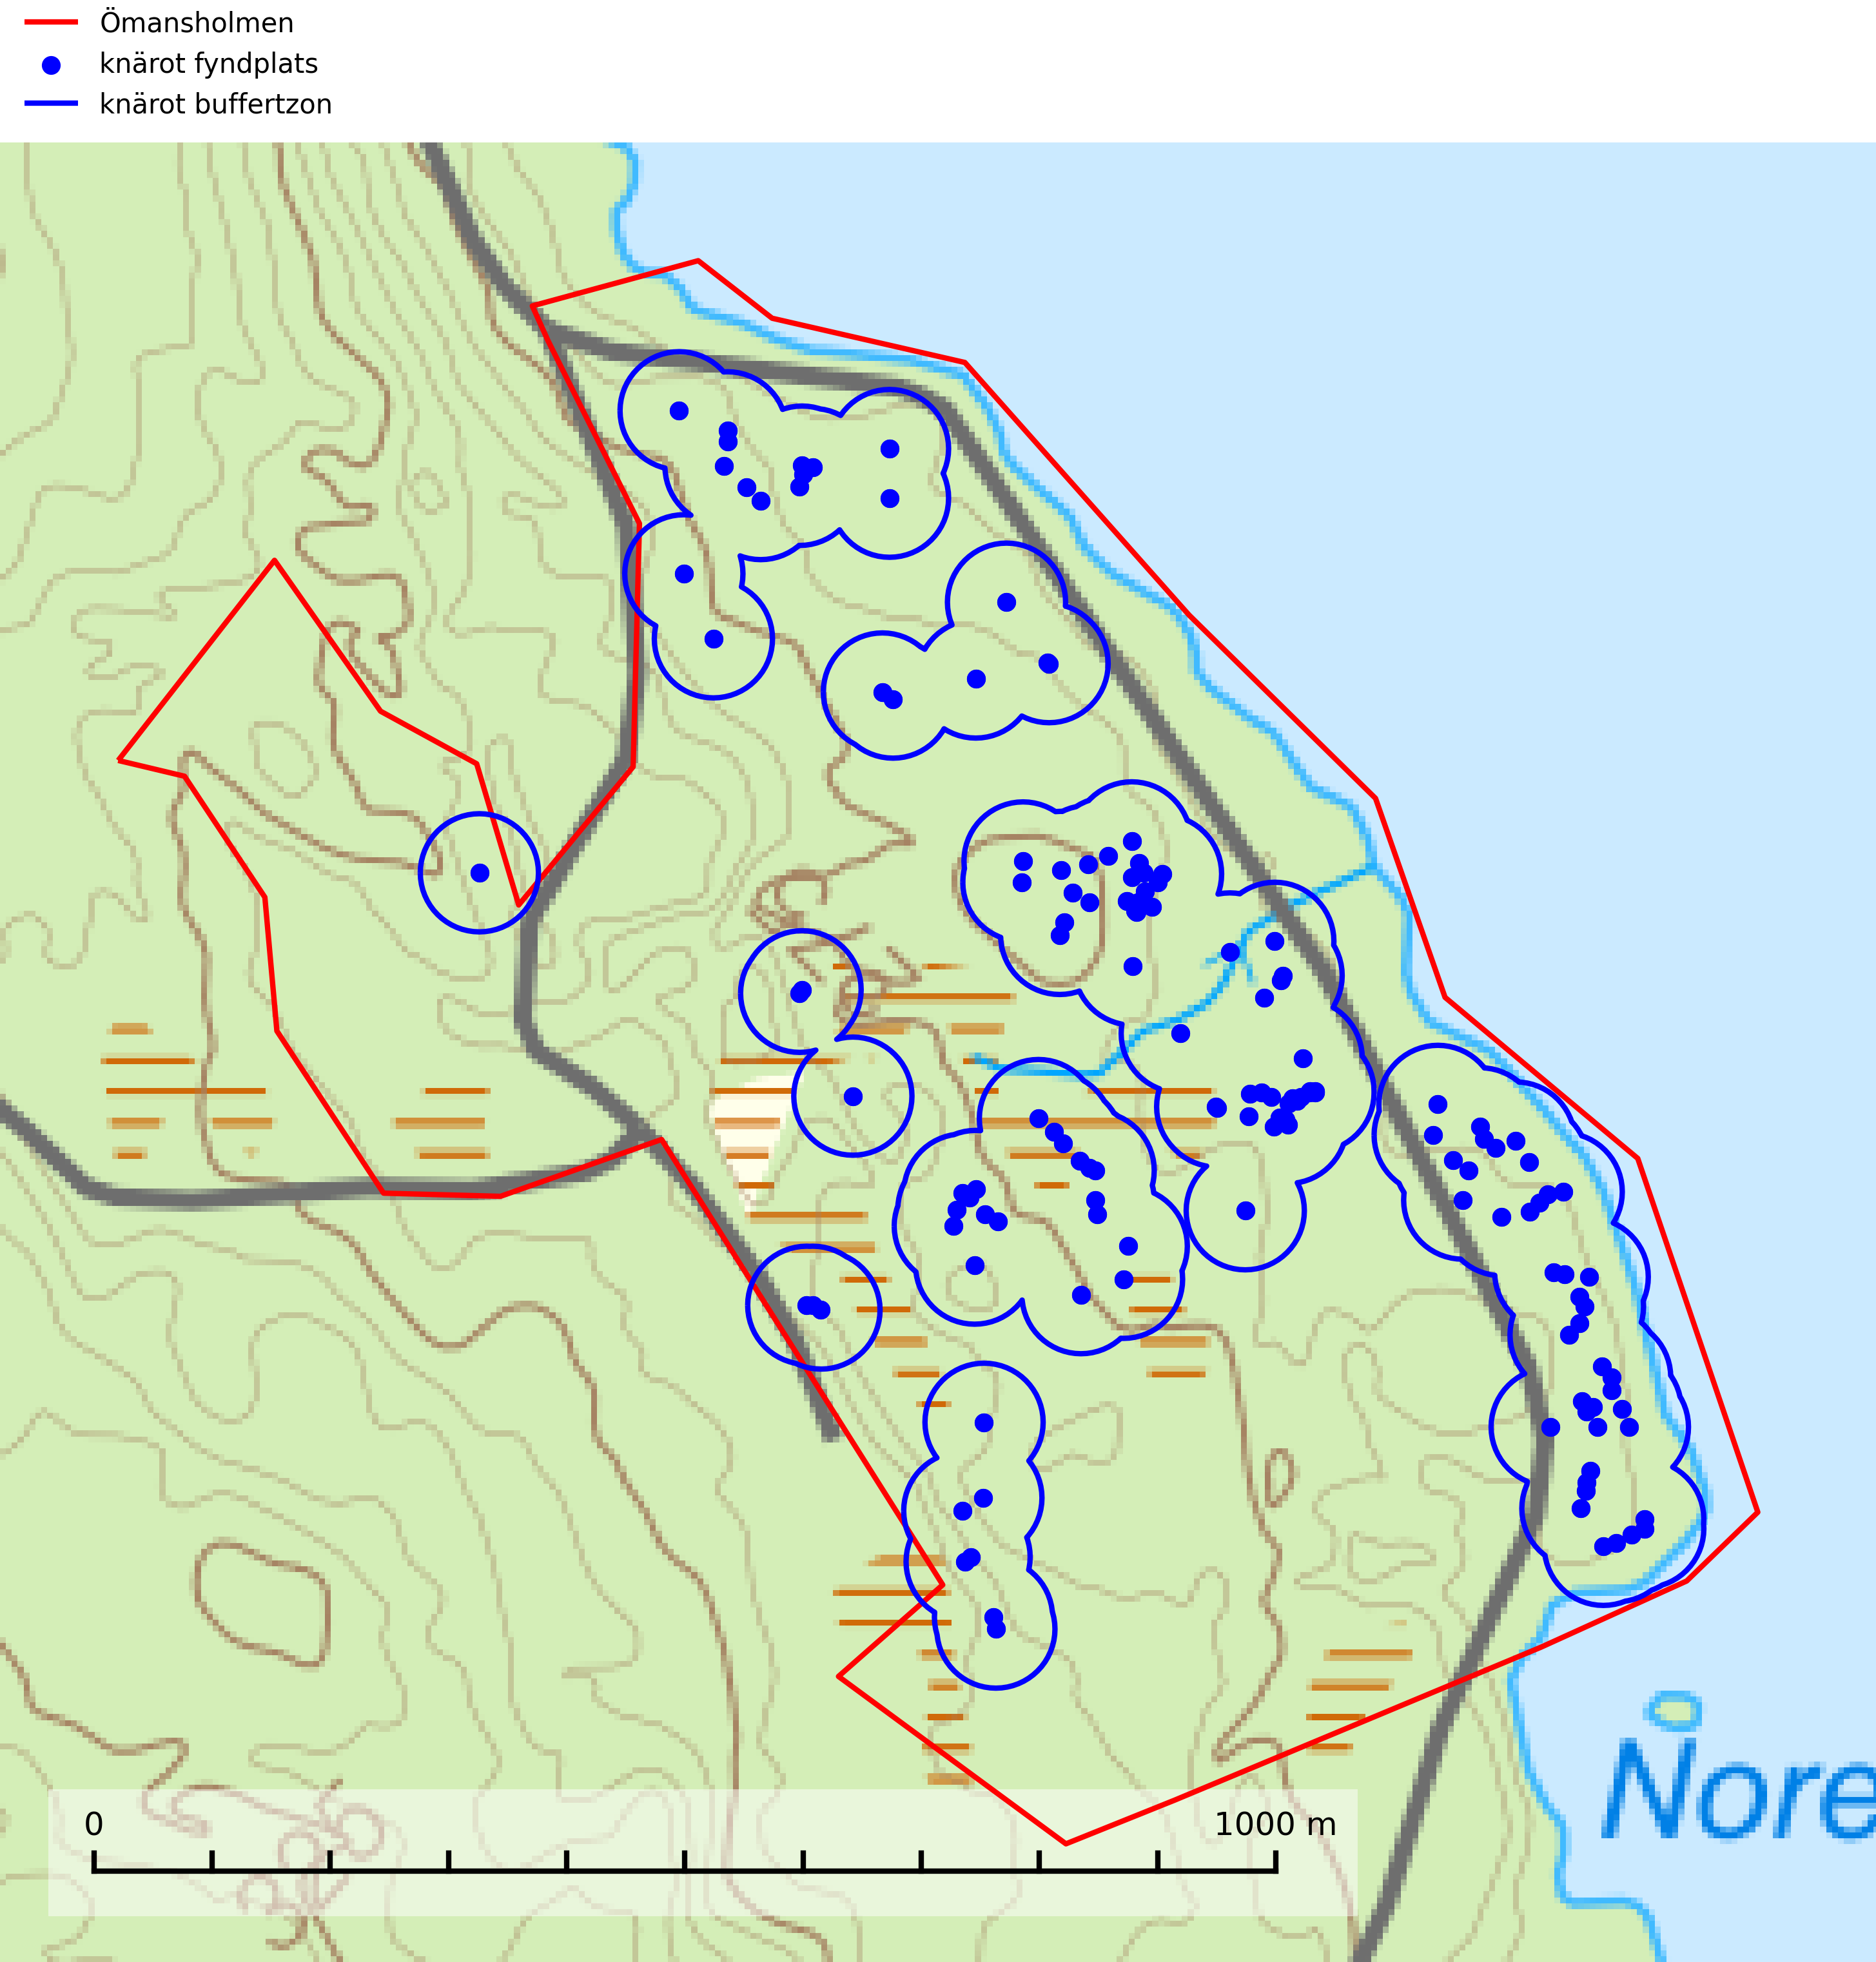 Ömansholmen
knärot fyndplats
knärot buffertzon
Nore
0
1000 m